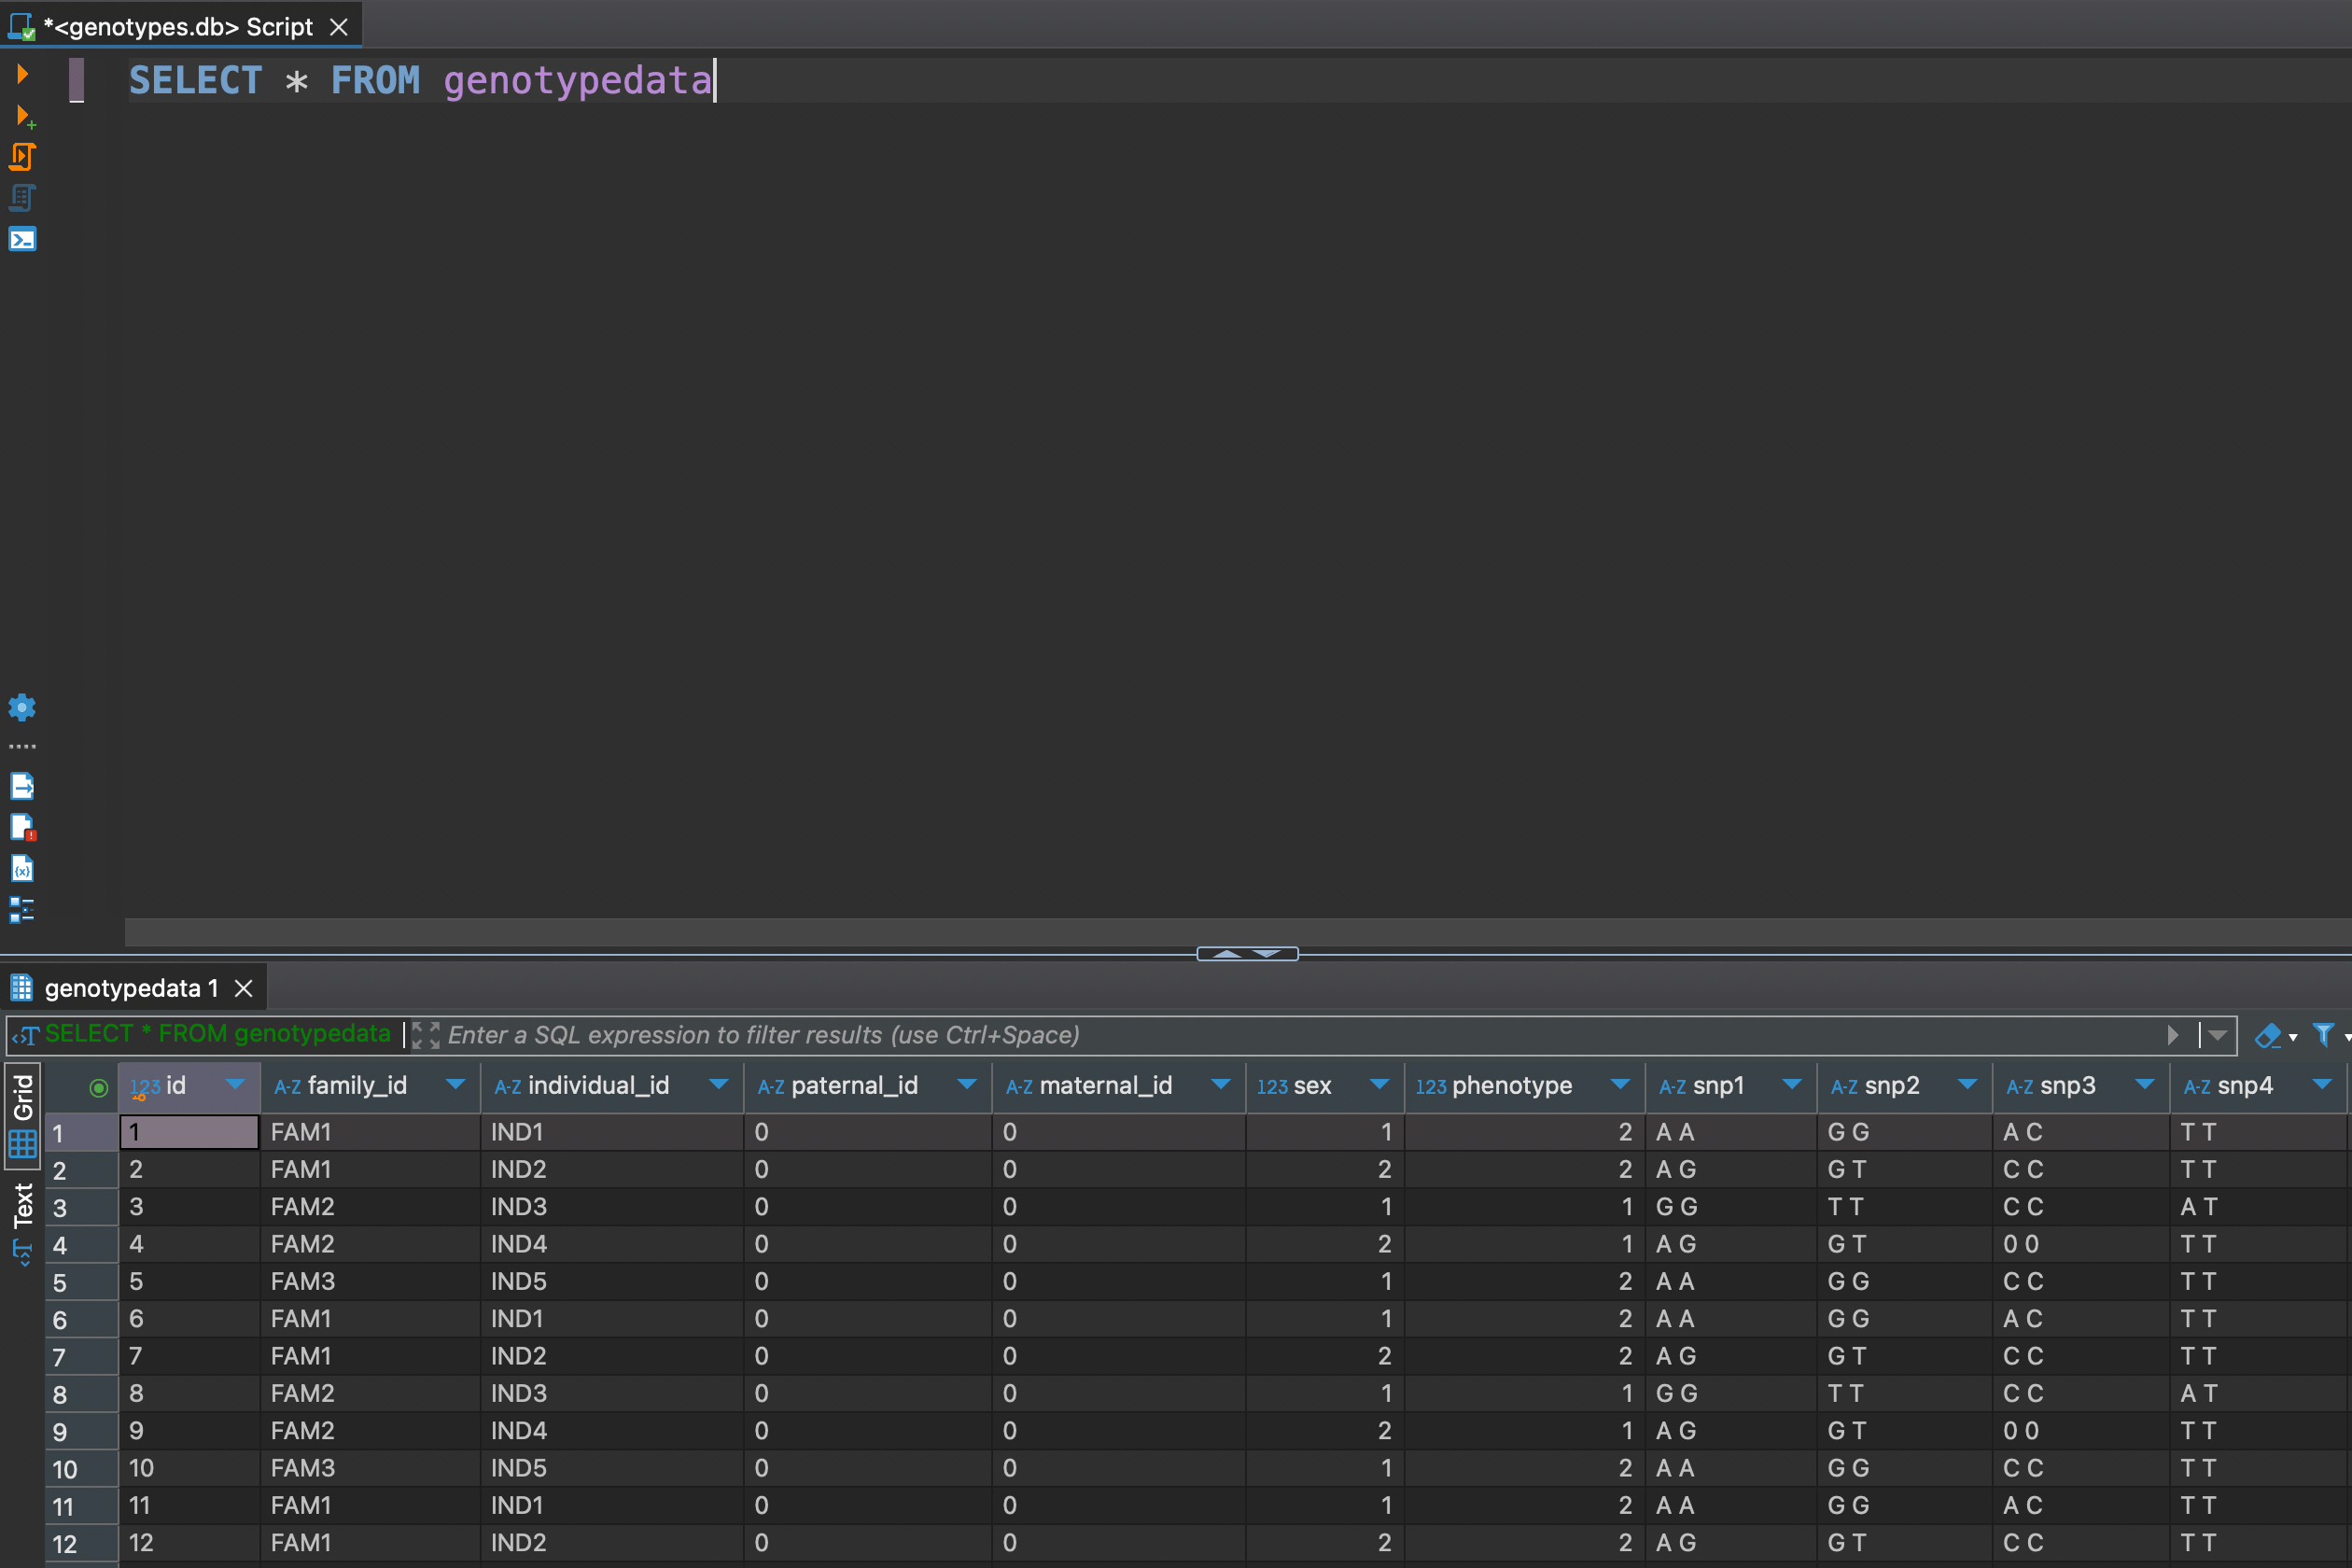 *<genotypes.db> Script
SELECT * FROM genotypedata
genotypedata 1
SELECT * FROM genotypedata Enter a SQL expression to filter results (use Ctrl+Space)
Grid
Text
123 id A-Z family_id A-Z individual_id A-Z paternal_id A-Z maternal_id 123 sex 123 phenotype A-Z snp1 A-Z snp2 A-Z snp3 A-Z snp4
1 1 FAM1 IND1 0 0 1 2 A A G G A C T T
2 2 FAM1 IND2 0 0 2 2 A G G T C C T T
3 3 FAM2 IND3 0 0 1 1 G G T T C C A T
4 4 FAM2 IND4 0 0 2 1 A G G T 0 0 T T
5 5 FAM3 IND5 0 0 1 2 A A G G C C T T
6 6 FAM1 IND1 0 0 1 2 A A G G A C T T
7 7 FAM1 IND2 0 0 2 2 A G G T C C T T
8 8 FAM2 IND3 0 0 1 1 G G T T C C A T
9 9 FAM2 IND4 0 0 2 1 A G G T 0 0 T T
10 10 FAM3 IND5 0 0 1 2 A A G G C C T T
11 11 FAM1 IND1 0 0 1 2 A A G G A C T T
12 12 FAM1 IND2 0 0 2 2 A G G T C C T T